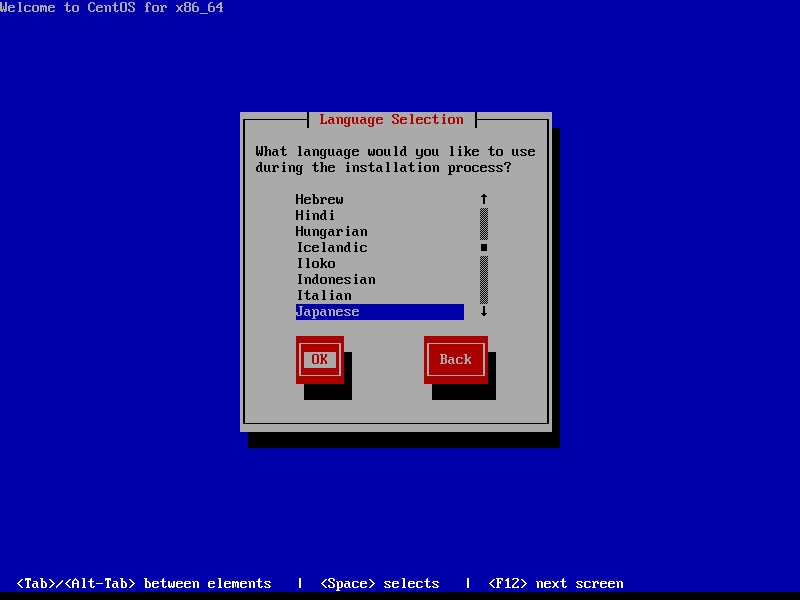 Welcome to CentOS for x86_64
Language Selection
What language would you like to use
during the installation process?
Hebrew ↑
Hindi
Hungarian
Icelandic
Iloko
Indonesian
Italian
Japanese ↓
OK Back
<Tab>/<Alt-Tab> between elements | <Space> selects | <F12> next screen